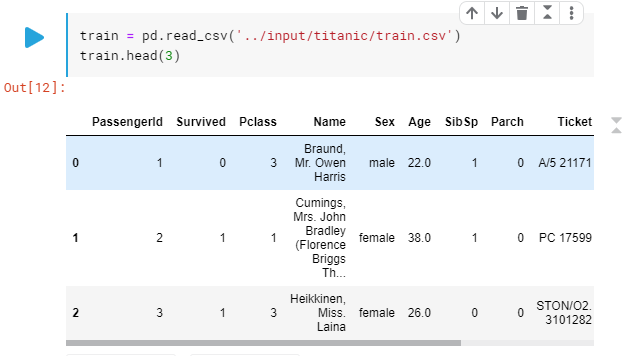 train = pd.read_csv('../input/titanic/train.csv')
train.head(3)
Out[12]:
PassengerId Survived Pclass Name Sex Age SibSp Parch Ticket
0 1 0 3 Braund, Mr. Owen Harris male 22.0 1 0 A/5 21171
1 2 1 1 Cumings, Mrs. John Bradley (Florence Briggs Th... female 38.0 1 0 PC 17599
2 3 1 3 Heikkinen, Miss. Laina female 26.0 0 0 STON/O2. 3101282